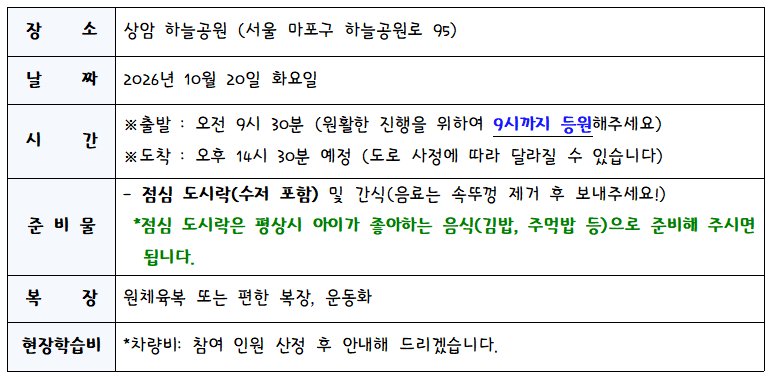 장 소 상암 하늘공원 (서울 마포구 하늘공원로 95)
날 짜 2026년 10월 20일 화요일
시 간
※출발 : 오전 9시 30분 (원활한 진행을 위하여 9시까지 등원해주세요)
※도착 : 오후 14시 30분 예정 (도로 사정에 따라 달라질 수 있습니다)
준 비 물
- 점심 도시락(수저 포함) 및 간식(음료는 속뚜껑 제거 후 보내주세요!)
*점심 도시락은 평상시 아이가 좋아하는 음식(김밥, 주먹밥 등)으로 준비해 주시면
됩니다.
복 장 원체육복 또는 편한 복장, 운동화
현장학습비 *차량비: 참여 인원 산정 후 안내해 드리겠습니다.